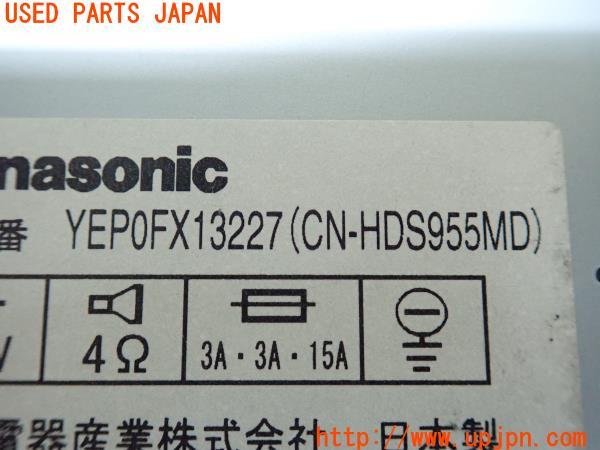 USED PARTS JAPAN
nasonic
番 YEP0FX13227(CN-HDS955MD)
V 4Ω 3A・3A・15A
電器産業株式会社 日本製
http://www.upjpn.com